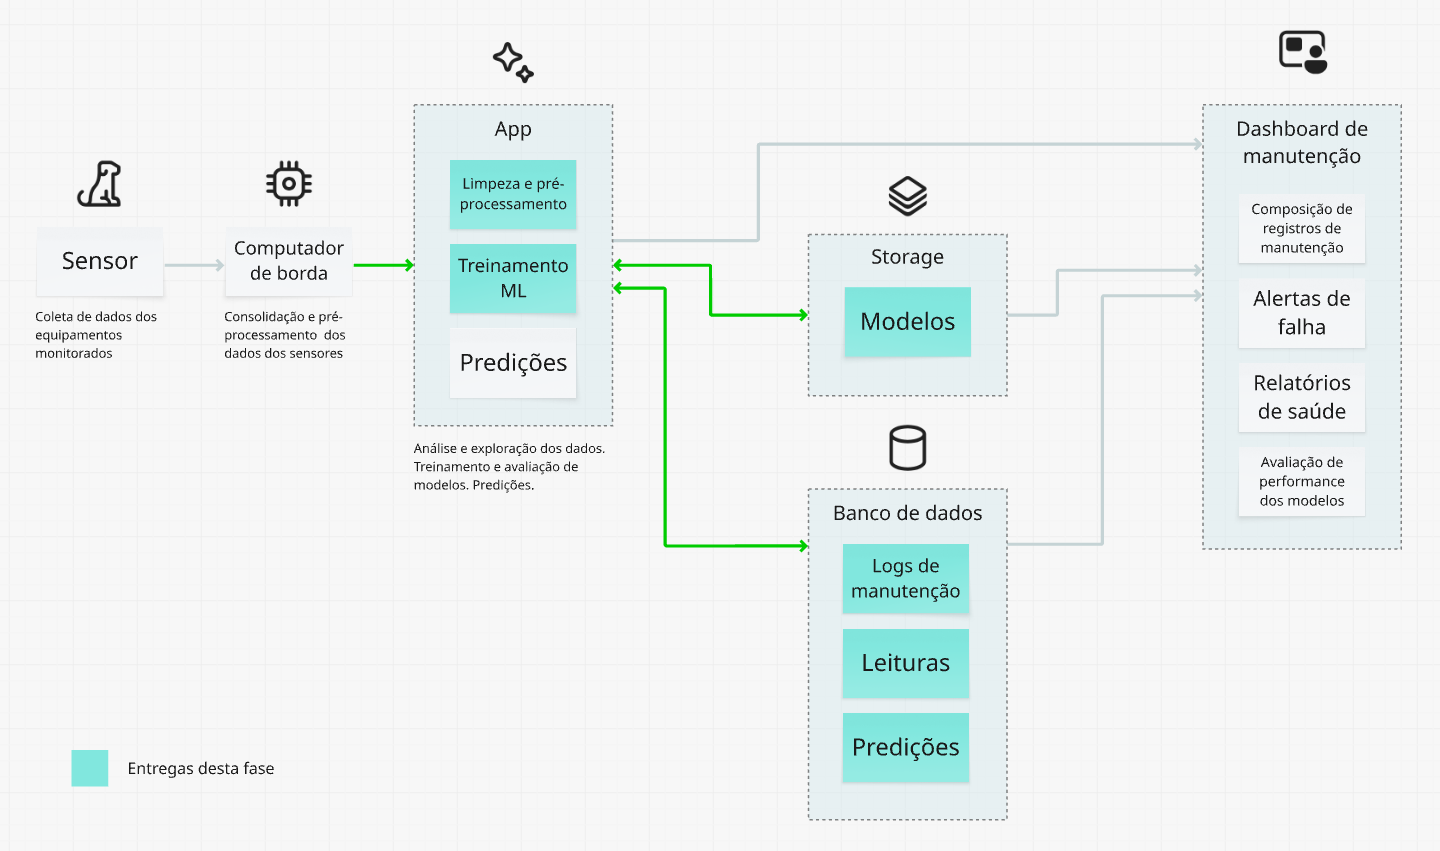 Sensor
Coleta de dados dos
equipamentos
monitorados
Computador
de borda
Consolidação e pré-
processamento dos
dados dos sensores
App
Limpeza e pré-
processamento
Treinamento
ML
Predições
Análise e exploração dos dados.
Treinamento e avaliação de
modelos. Predições.
Storage
Modelos
Banco de dados
Logs de
manutenção
Leituras
Predições
Dashboard de
manutenção
Composição de
registros de
manutenção
Alertas de
falha
Relatórios
de saúde
Avaliação de
performance
dos modelos
Entregas desta fase